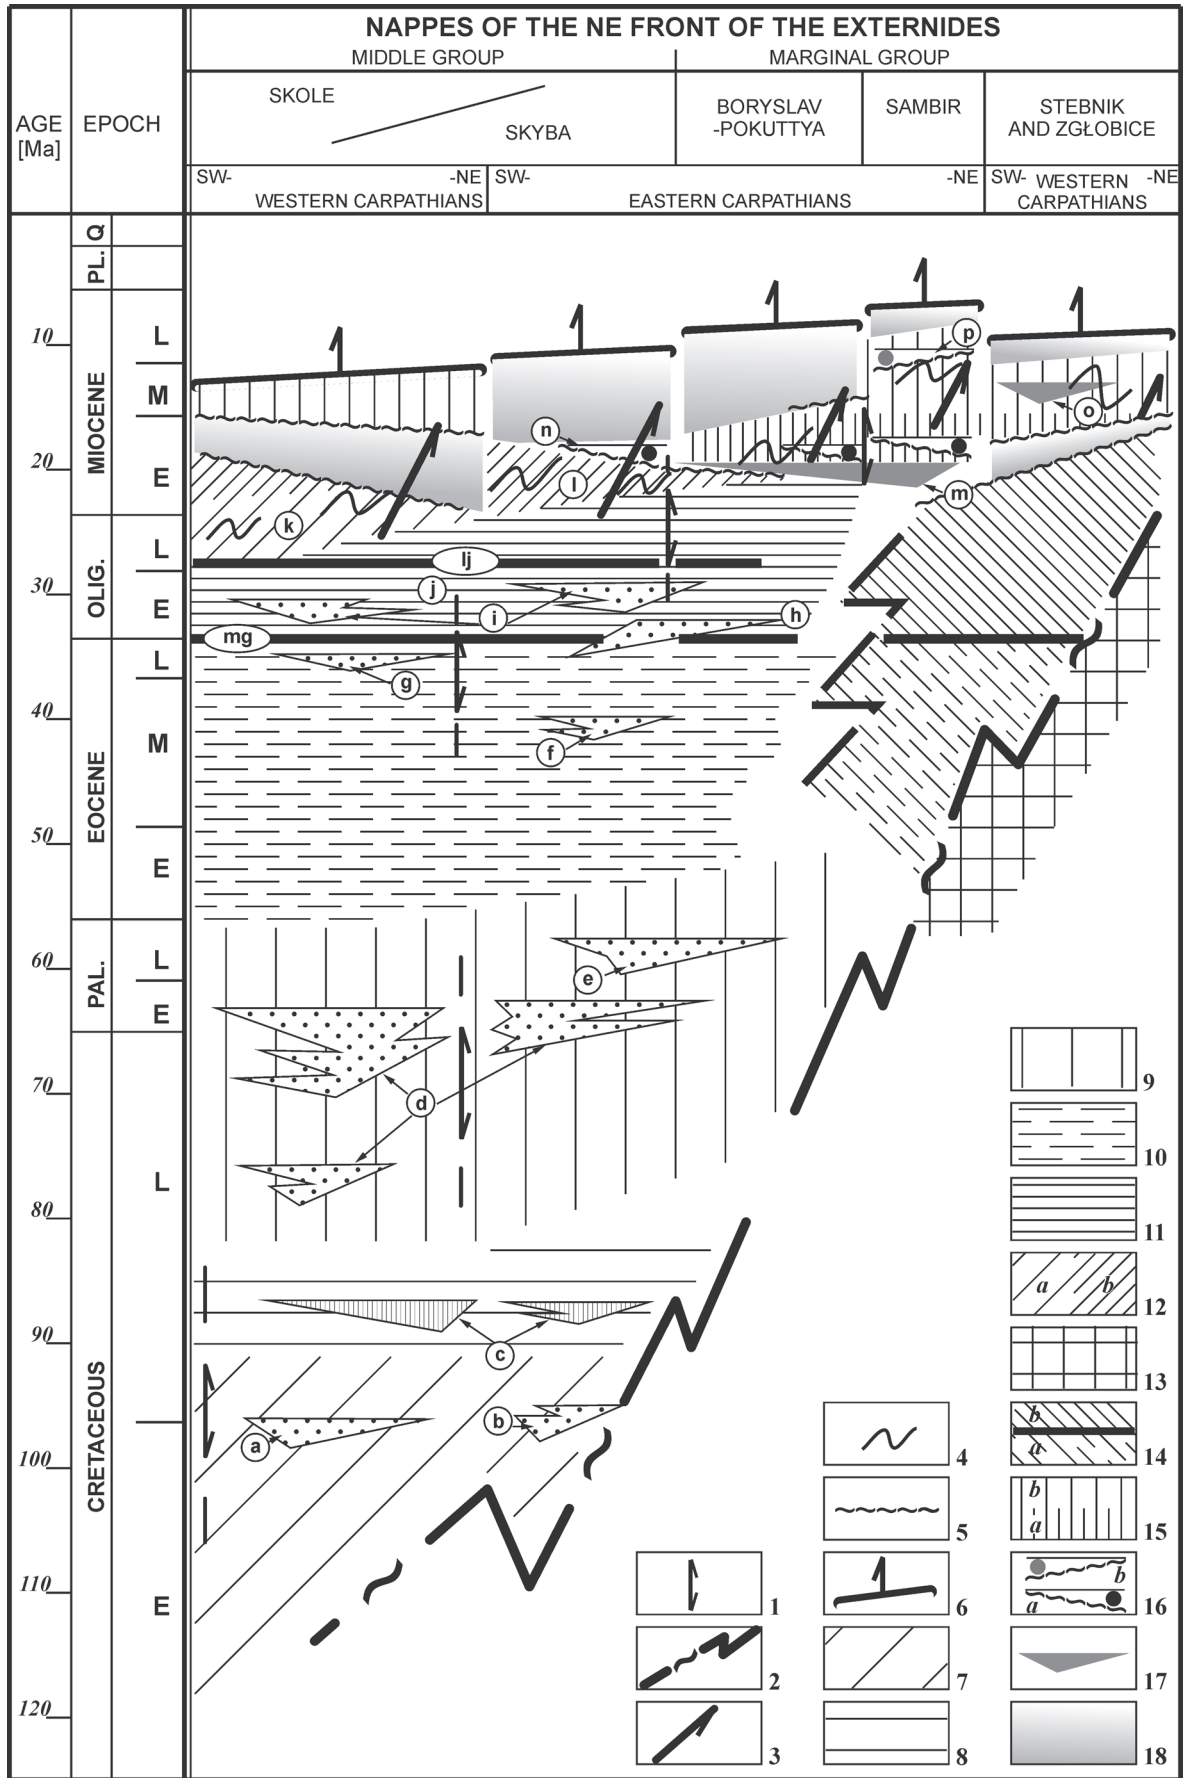 NAPPES OF THE NE FRONT OF THE EXTERNIDES
MIDDLE GROUP
MARGINAL GROUP
AGE
[Ma]
EPOCH
SKOLE
SKYBA
BORYSLAV
-POKUTTYA
SAMBIR
STEBNIK
AND ZGŁOBICE
SW-
-NE
WESTERN CARPATHIANS
SW-
-NE
EASTERN CARPATHIANS
SW-
-NE
WESTERN
CARPATHIANS
Q
PL.
MIOCENE
OLIG.
EOCENE
PAL.
CRETACEOUS
L
M
E
L
E
L
M
E
L
E
L
E
10
20
30
40
50
60
70
80
90
100
110
120
p
o
n
l
m
k
lj
j
i
h
mg
g
f
e
d
c
b
a
1
2
3
4
5
6
7
8
9
10
11
a b
12
13
b
a
14
b
a
15
b
a
16
17
18